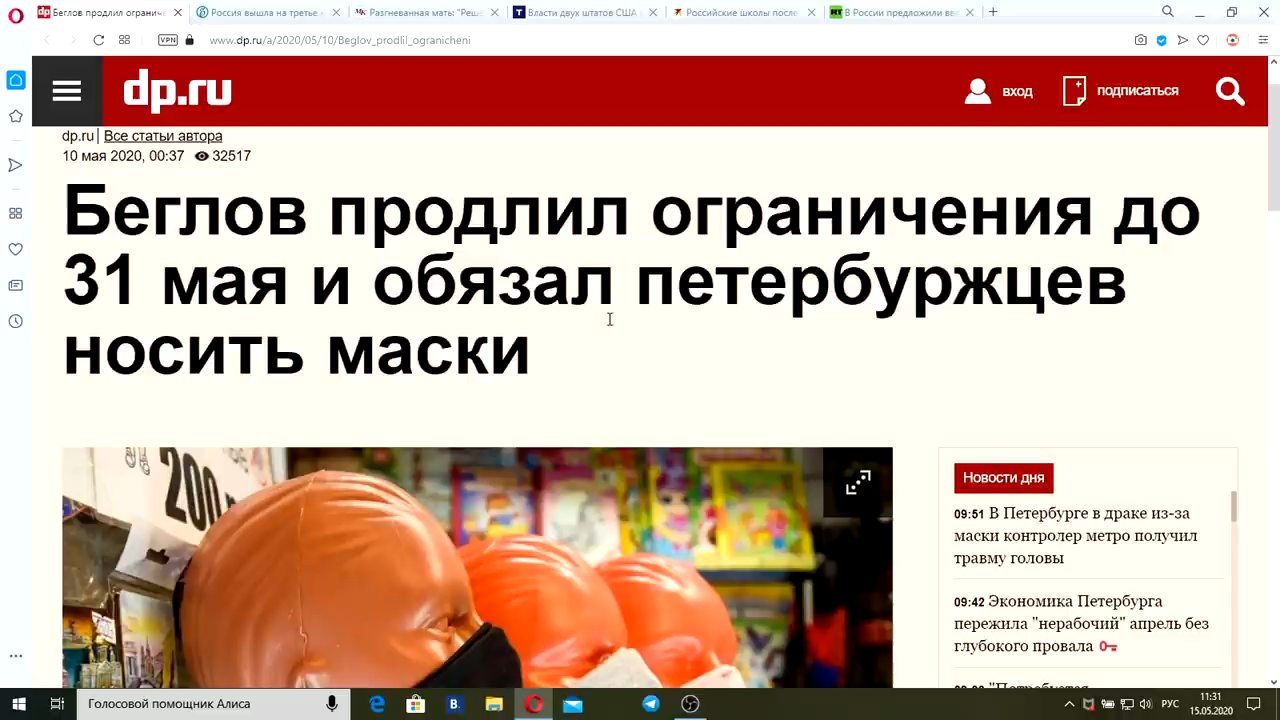 Беглов продлил огранич
Россия вышла на третье
Разгневанная мать: "Реше
Власти двух штатов США
Российские школы после
В России предложили вве
VPN
www.dp.ru/a/2020/05/10/Beglov_prodlil_ogranicheni
dp.ru
вход
подписаться
dp.ru | Все статьи автора
10 мая 2020, 00:37 32517
Беглов продлил ограничения до
31 мая и обязал петербуржцев
носить маски
200
Новости дня
09:51 В Петербурге в драке из-за
маски контролер метро получил
травму головы
09:42 Экономика Петербурга
пережила "нерабочий" апрель без
глубокого провала
Голосовой помощник Алиса
РУС
11:31
15.05.2020